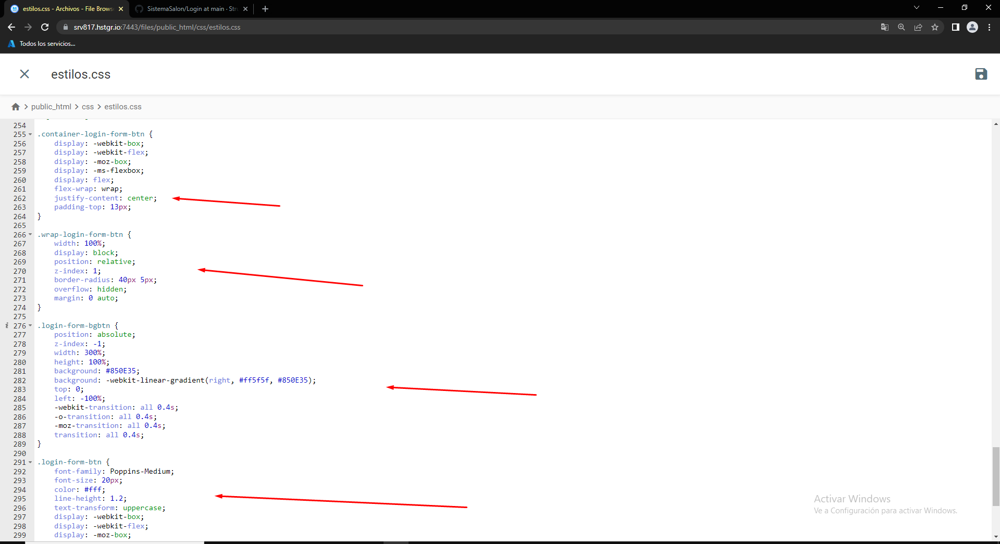 estilos.css - Archivos - File Brows
SistemaSalon/Login at main · Stru
srv817.hstgr.io:7443/files/public_html/css/estilos.css
Todos los servicios...
estilos.css
public_html > css > estilos.css
254
255 .container-login-form-btn {
256 display: -webkit-box;
257 display: -webkit-flex;
258 display: -moz-box;
259 display: -ms-flexbox;
260 display: flex;
261 flex-wrap: wrap;
262 justify-content: center;
263 padding-top: 13px;
264 }
265
266 .wrap-login-form-btn {
267 width: 100%;
268 display: block;
269 position: relative;
270 z-index: 1;
271 border-radius: 40px 5px;
272 overflow: hidden;
273 margin: 0 auto;
274 }
275
i 276 .login-form-bgbtn {
277 position: absolute;
278 z-index: -1;
279 width: 300%;
280 height: 100%;
281 background: #850E35;
282 background: -webkit-linear-gradient(right, #ff5f5f, #850E35);
283 top: 0;
284 left: -100%;
285 -webkit-transition: all 0.4s;
286 -o-transition: all 0.4s;
287 -moz-transition: all 0.4s;
288 transition: all 0.4s;
289 }
290
291 .login-form-btn {
292 font-family: Poppins-Medium;
293 font-size: 20px;
294 color: #fff;
295 line-height: 1.2;
296 text-transform: uppercase;
297 display: -webkit-box;
298 display: -webkit-flex;
299 display: -moz-box;
Activar Windows
Ve a Configuración para activar Windows.